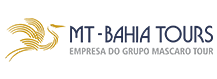 MT-BAHIA TOURS
EMPRESA DO GRUPO MASCARO TOUR